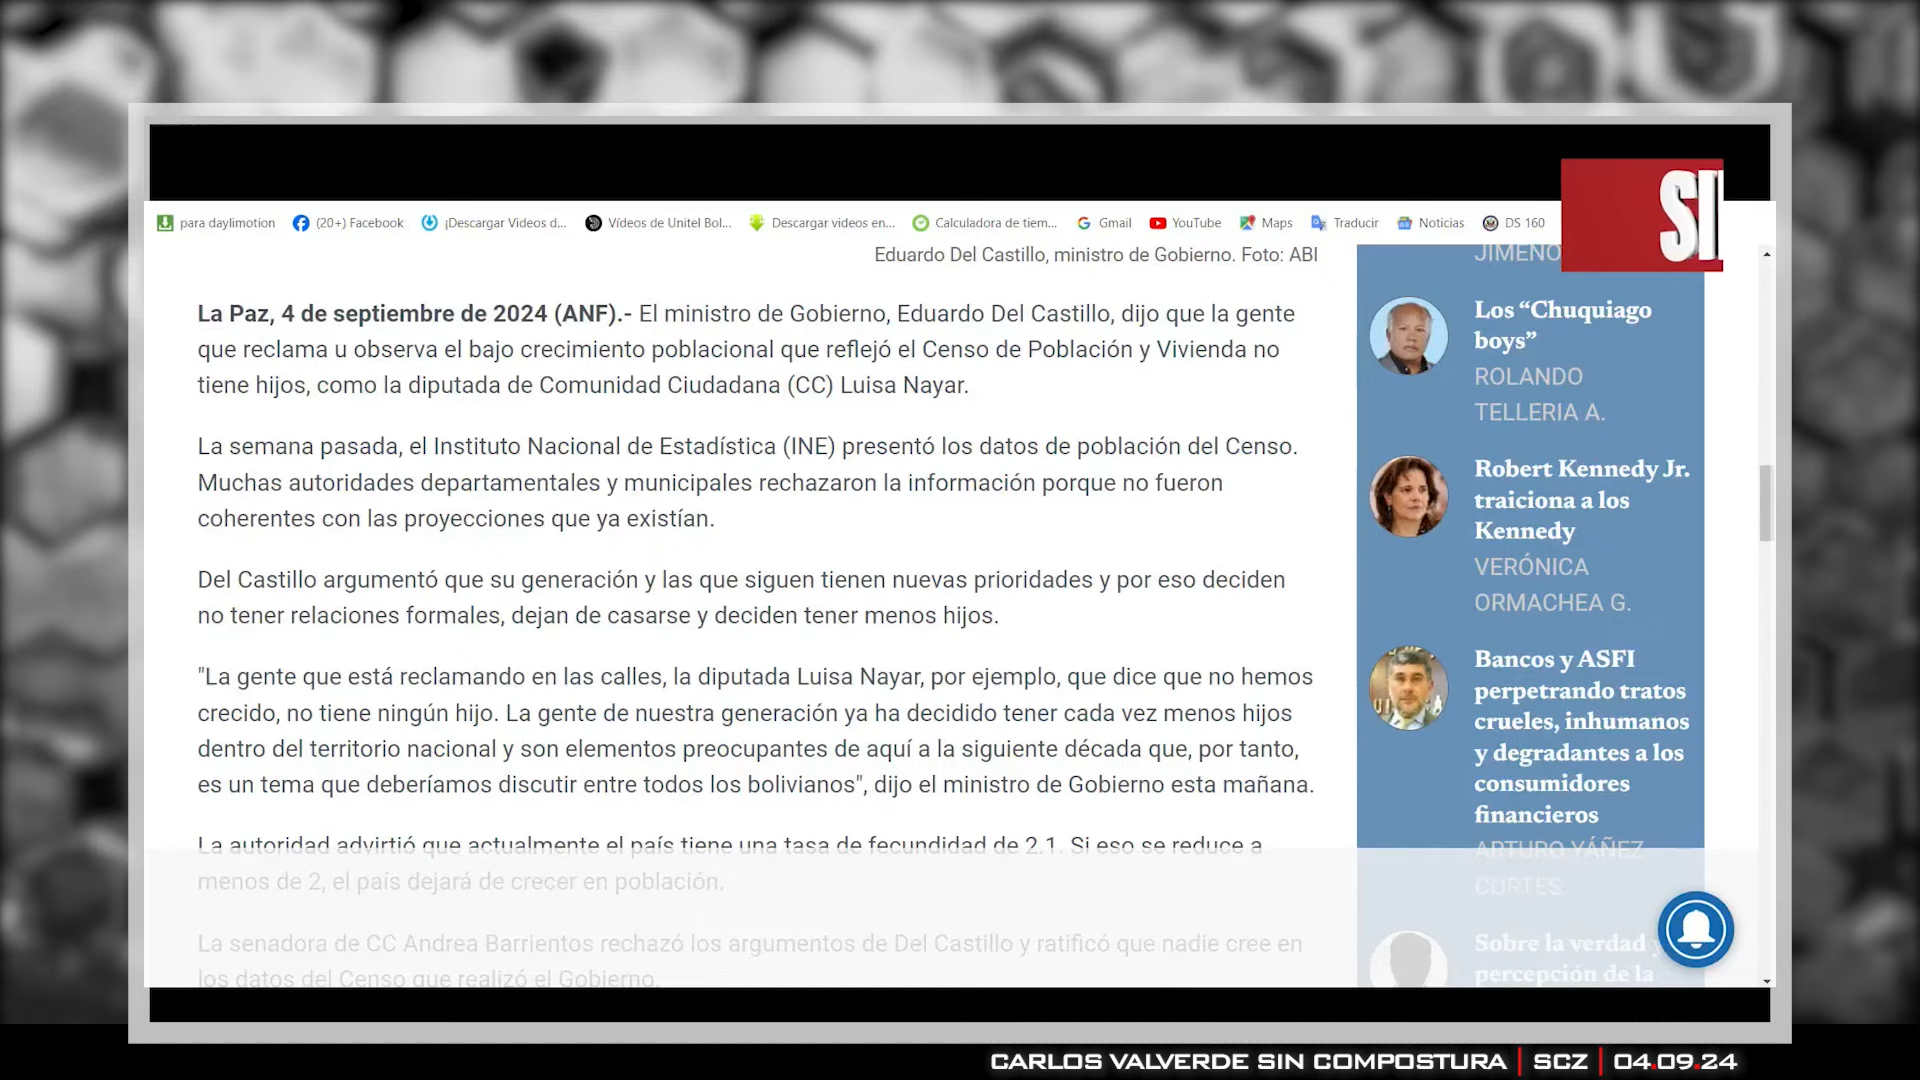 para daylimotion (20+) Facebook ¡Descargar Videos d... Vídeos de Unitel Bol... Descargar videos en... Calculadora de tiem... Gmail YouTube Maps Traducir Noticias DS 160
SI
Eduardo Del Castillo, ministro de Gobierno. Foto: ABI
La Paz, 4 de septiembre de 2024 (ANF).- El ministro de Gobierno, Eduardo Del Castillo, dijo que la gente
que reclama u observa el bajo crecimiento poblacional que reflejó el Censo de Población y Vivienda no
tiene hijos, como la diputada de Comunidad Ciudadana (CC) Luisa Nayar.
La semana pasada, el Instituto Nacional de Estadística (INE) presentó los datos de población del Censo.
Muchas autoridades departamentales y municipales rechazaron la información porque no fueron
coherentes con las proyecciones que ya existían.
Del Castillo argumentó que su generación y las que siguen tienen nuevas prioridades y por eso deciden
no tener relaciones formales, dejan de casarse y deciden tener menos hijos.
"La gente que está reclamando en las calles, la diputada Luisa Nayar, por ejemplo, que dice que no hemos
crecido, no tiene ningún hijo. La gente de nuestra generación ya ha decidido tener cada vez menos hijos
dentro del territorio nacional y son elementos preocupantes de aquí a la siguiente década que, por tanto,
es un tema que deberíamos discutir entre todos los bolivianos", dijo el ministro de Gobierno esta mañana.
La autoridad advirtió que actualmente el país tiene una tasa de fecundidad de 2.1. Si eso se reduce a
menos de 2, el país dejará de crecer en población.
La senadora de CC Andrea Barrientos rechazó los argumentos de Del Castillo y ratificó que nadie cree en
los datos del Censo que realizó el Gobierno.
JIMENO
Los “Chuquiago
boys”
ROLANDO
TELLERIA A.
Robert Kennedy Jr.
traiciona a los
Kennedy
VERÓNICA
ORMACHEA G.
Bancos y ASFI
perpetrando tratos
crueles, inhumanos
y degradantes a los
consumidores
financieros
ARTURO YÁÑEZ
CORTES
Sobre la verdad y
percepción de la
CARLOS VALVERDE SIN COMPOSTURA | SCZ | 04.09.24